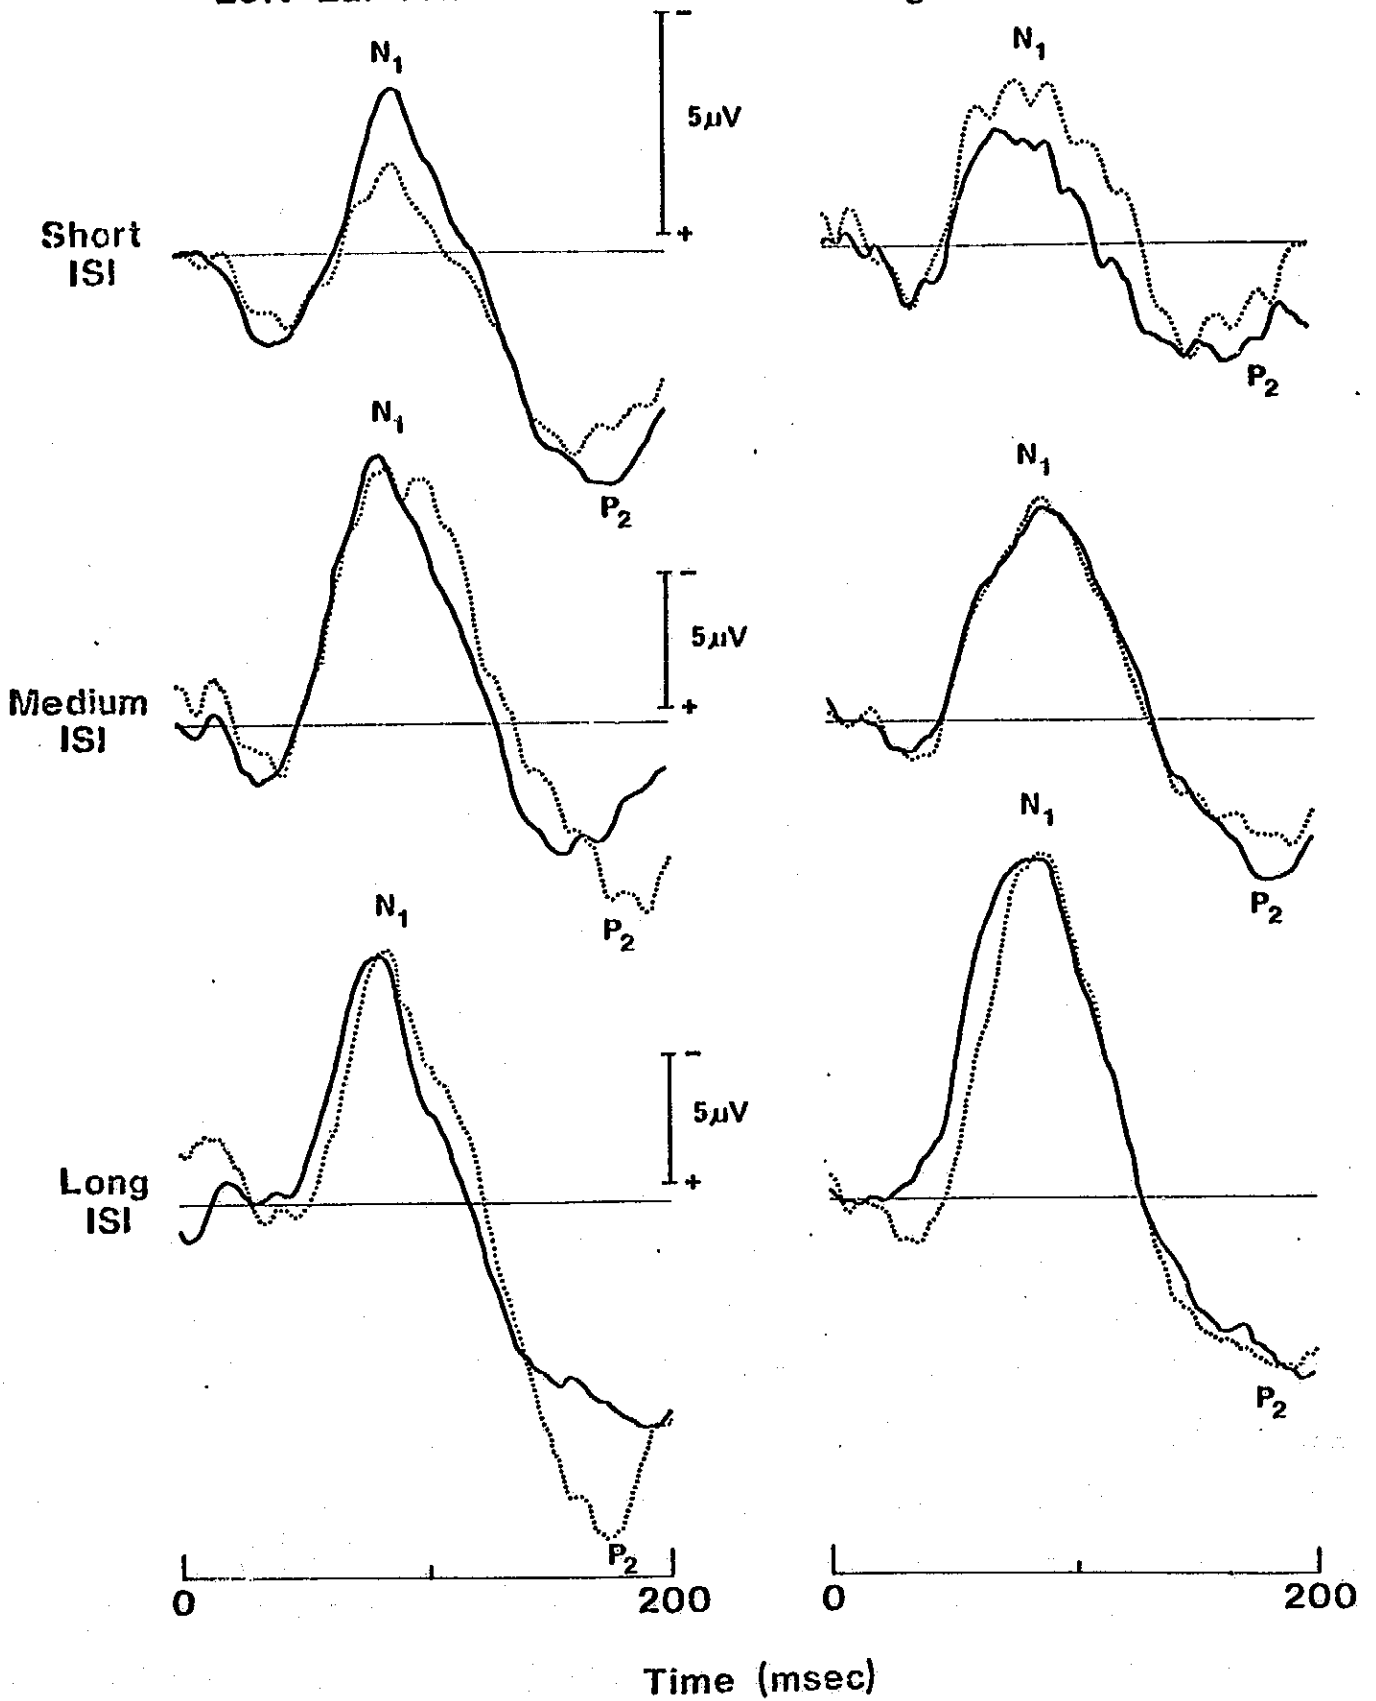 N1
N1
-
5µV
+
Short
ISI
P2
N1
P2
N1
-
5µV
+
Medium
ISI
N1
P2
N1
P2
-
5µV
+
Long
ISI
P2
P2
0 200 0 200
Time (msec)